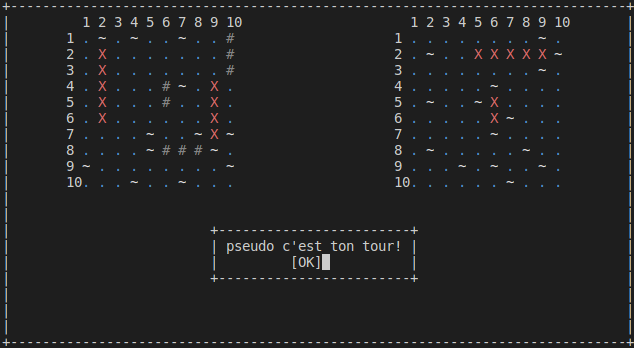 1 2 3 4 5 6 7 8 9 10 1 2 3 4 5 6 7 8 9 10
1 . ~ . ~ . . ~ . . # 1 . . . . . . . . ~ .
2 . X . . . . . . . # 2 . ~ . . X X X X X ~
3 . X . . . . . . . # 3 . . . . . . . . ~ .
4 . X . . . # ~ . X . 4 . . . . . ~ . . . .
5 . X . . . # . . X . 5 . ~ . . ~ X . . . .
6 . X . . . . . . X . 6 . . . . . X ~ . . .
7 . . . . ~ . . ~ X ~ 7 . . . . . ~ . . . .
8 . . . . ~ # # # ~ . 8 . ~ . . . . . ~ . .
9 ~ . . . . . . . . ~ 9 . . . ~ . ~ . . ~ .
10. . . ~ . . ~ . . . 10. . . . . . ~ . . .
pseudo c'est ton tour!
[OK]